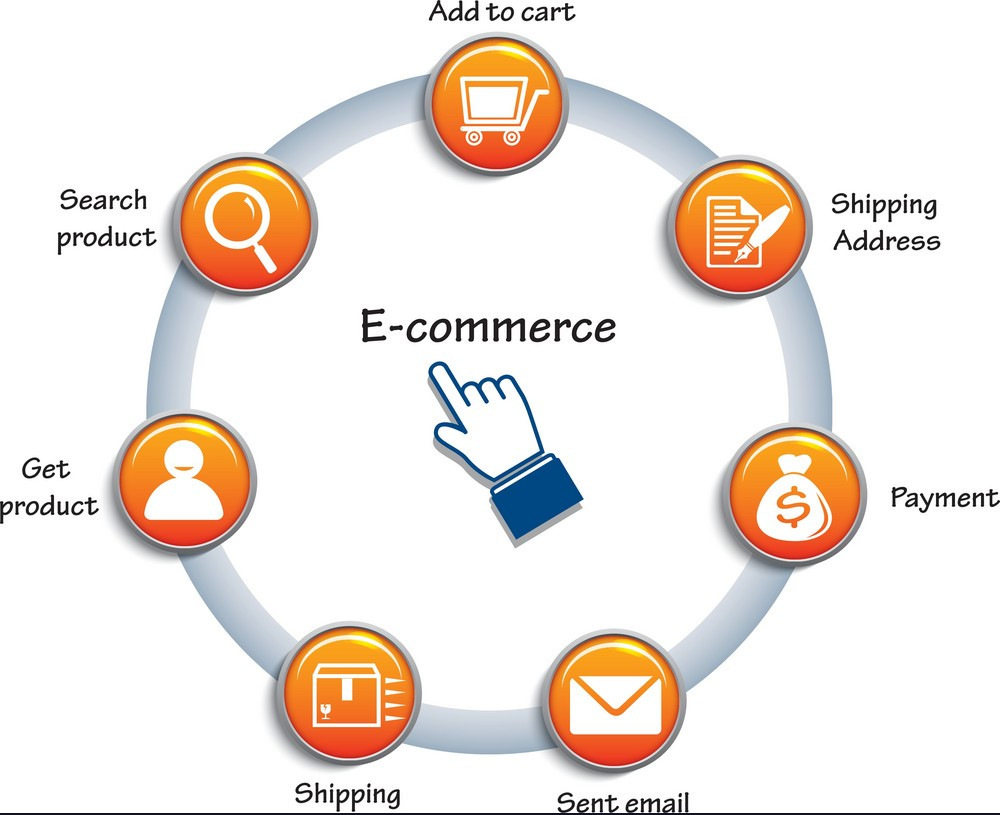 Add to cart
Search
product
Shipping
Address
E-commerce
Get
product
$
Payment
Shipping
Sent email